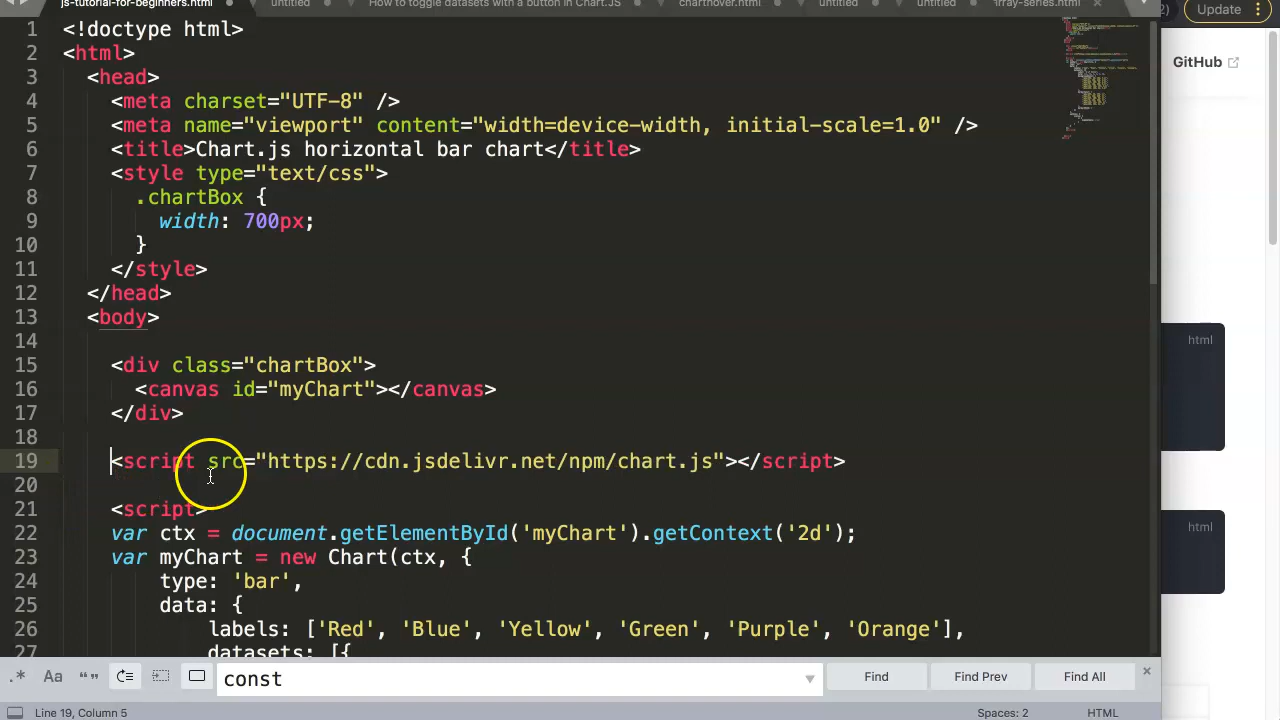 js-tutorial-for-beginners.html untitled How to toggle datasets with a button in Chart.JS charthover.html untitled untitled array-series.html 2) Update
GitHub
1 <!doctype html>
2 <html>
3 <head>
4 <meta charset="UTF-8" />
5 <meta name="viewport" content="width=device-width, initial-scale=1.0" />
6 <title>Chart.js horizontal bar chart</title>
7 <style type="text/css">
8 .chartBox {
9 width: 700px;
10 }
11 </style>
12 </head>
13 <body>
14
15 <div class="chartBox">
16 <canvas id="myChart"></canvas>
17 </div>
18
19 <script src="https://cdn.jsdelivr.net/npm/chart.js"></script>
20
21 <script>
22 var ctx = document.getElementById('myChart').getContext('2d');
23 var myChart = new Chart(ctx, {
24 type: 'bar',
25 data: {
26 labels: ['Red', 'Blue', 'Yellow', 'Green', 'Purple', 'Orange'],
27 datasets: [{
html
html
.* Aa “” const Find Find Prev Find All
Line 19, Column 5 Spaces: 2 HTML